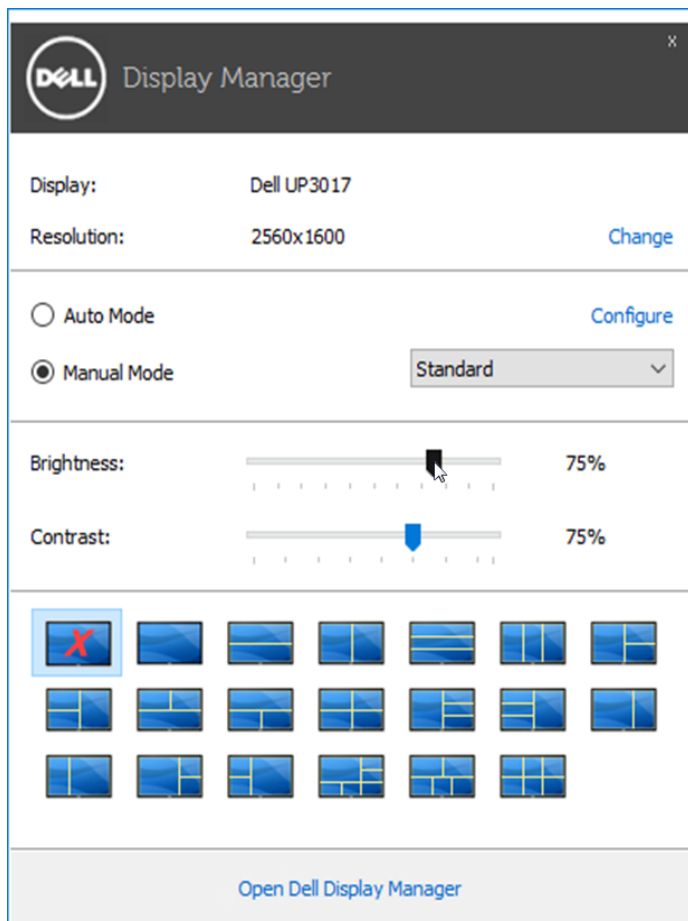 x
DELL Display Manager
Display: Dell UP3017
Resolution: 2560x1600 Change
Auto Mode Configure
Manual Mode Standard
Brightness: 75%
Contrast: 75%
X
Open Dell Display Manager